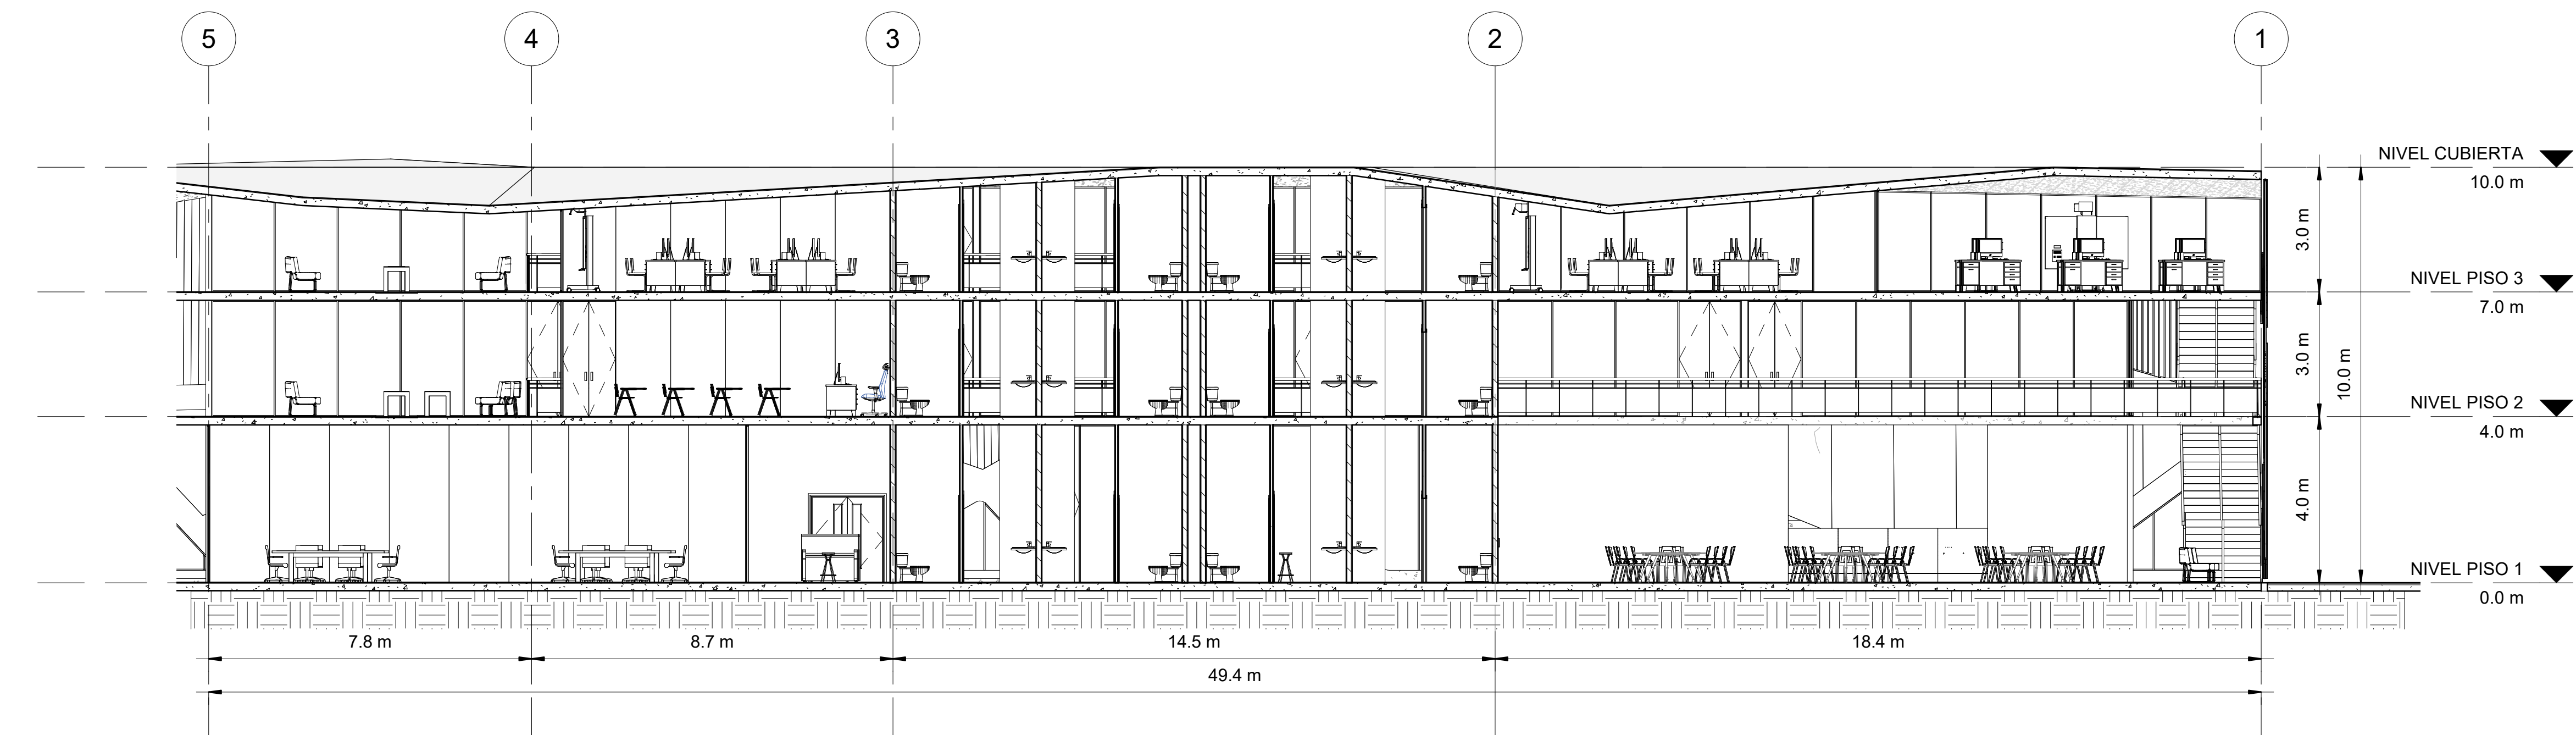 5 4 3 2 1
NIVEL CUBIERTA
10.0 m
3.0 m
NIVEL PISO 3
7.0 m
3.0 m
10.0 m
NIVEL PISO 2
4.0 m
4.0 m
NIVEL PISO 1
0.0 m
7.8 m 8.7 m 14.5 m 18.4 m
49.4 m